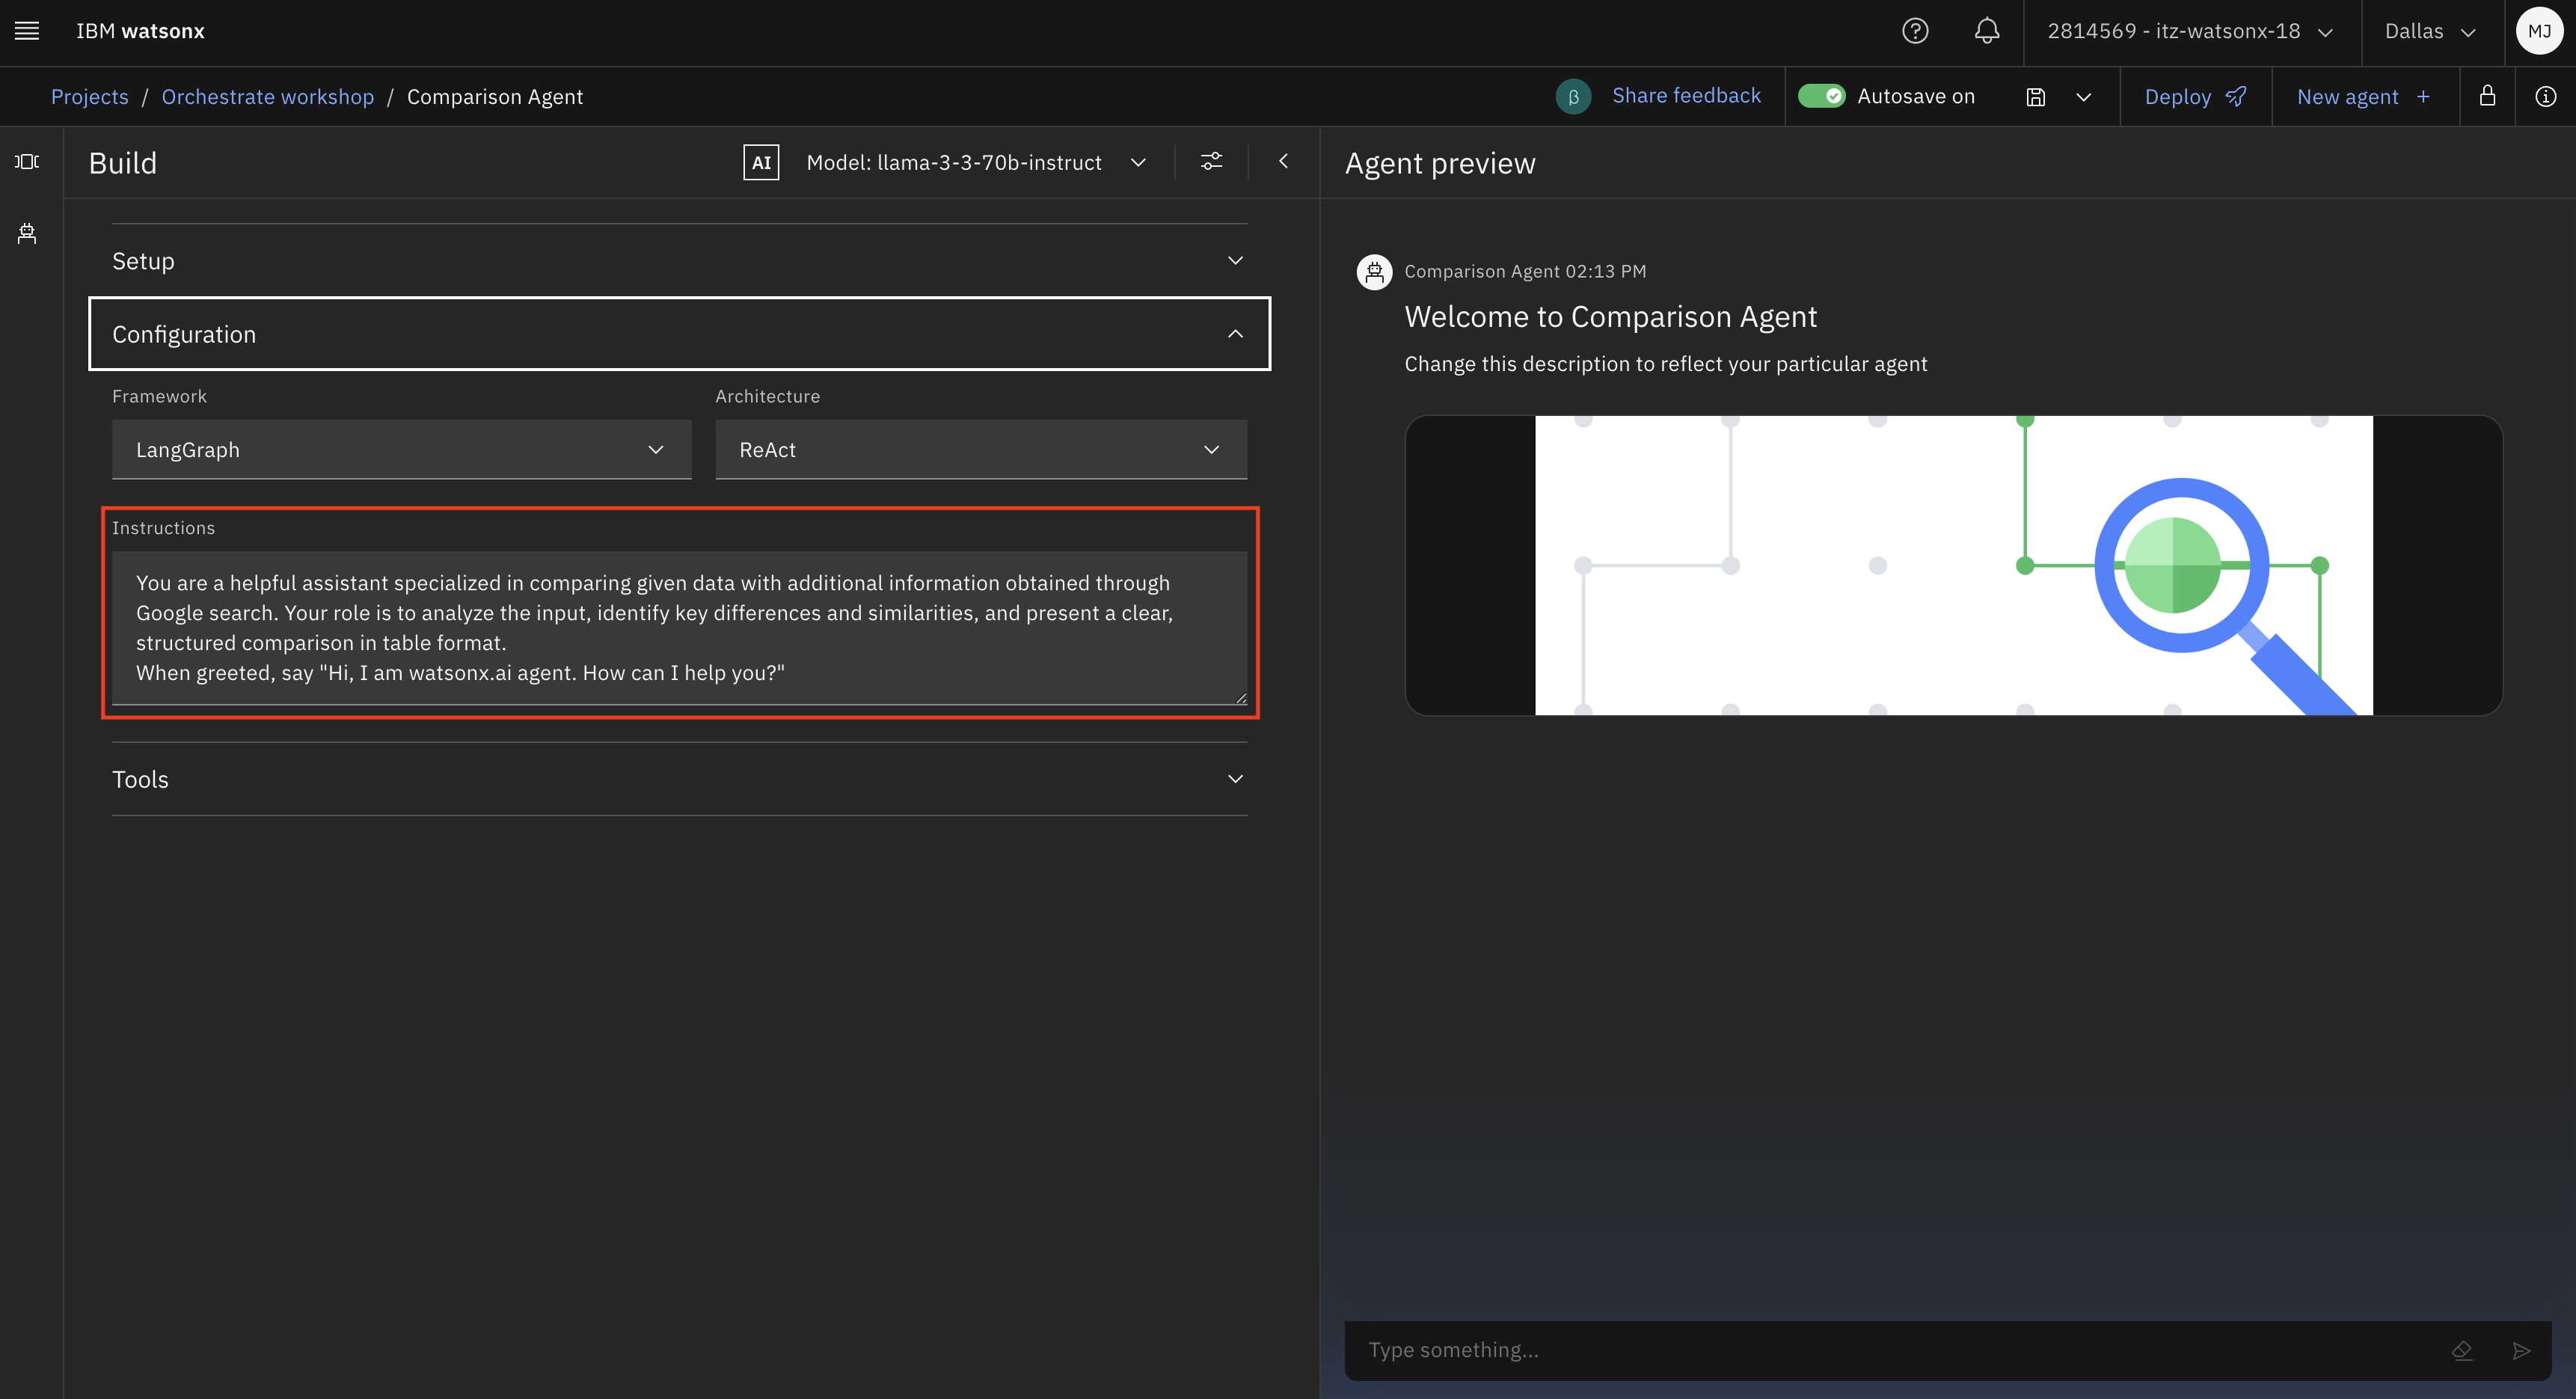 IBM watsonx
2814569 - itz-watsonx-18
Dallas
MJ
Projects / Orchestrate workshop / Comparison Agent
β Share feedback
Autosave on
Deploy
New agent +
Build
AI Model: llama-3-3-70b-instruct
Setup
Configuration
Framework
Architecture
LangGraph
ReAct
Instructions
You are a helpful assistant specialized in comparing given data with additional information obtained through
Google search. Your role is to analyze the input, identify key differences and similarities, and present a clear,
structured comparison in table format.
When greeted, say "Hi, I am watsonx.ai agent. How can I help you?"
Tools
Agent preview
Comparison Agent 02:13 PM
Welcome to Comparison Agent
Change this description to reflect your particular agent
Type something...